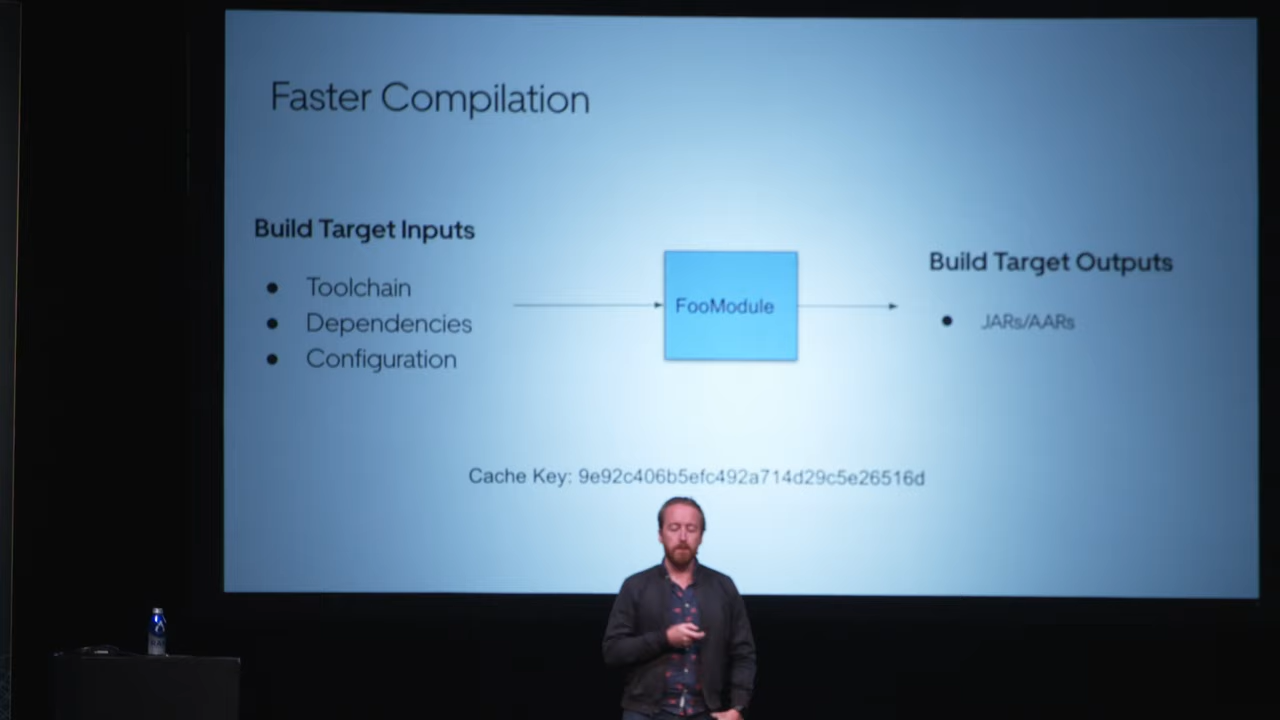 Faster Compilation
Build Target Inputs
Toolchain
Dependencies
Configuration
FooModule
Build Target Outputs
JARs/AARs
Cache Key: 9e92c406b5efc492a714d29c5e26516d